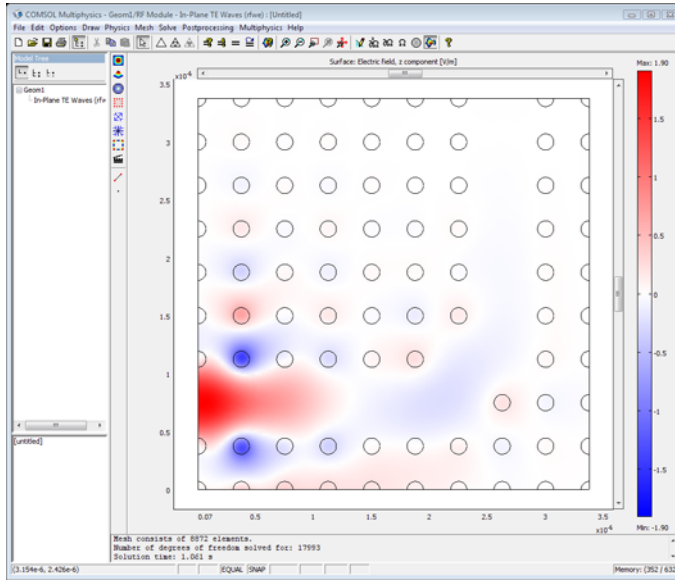 COMSOL Multiphysics - Geom1/RF Module - In-Plane TE Waves (rfwe) : [Untitled]
File Edit Options Draw Physics Mesh Solve Postprocessing Multiphysics Help
Model Tree
Geom1
In-Plane TE Waves (rfw
[untitled]
Surface: Electric field, z component [V/m]
Max: 1.90
x10⁻⁶
3.5
3
2.5
2
1.5
1
0.5
0
0.07 0.5 1 1.5 2 2.5 3 3.5
x10⁻⁶
1.5
1
0.5
0
-0.5
-1
-1.5
Min: -1.90
Mesh consists of 8872 elements.
Number of degrees of freedom solved for: 17993
Solution time: 1.061 s
(3.154e-6, 2.426e-6) EQUAL SNAP Memory: (352 / 632